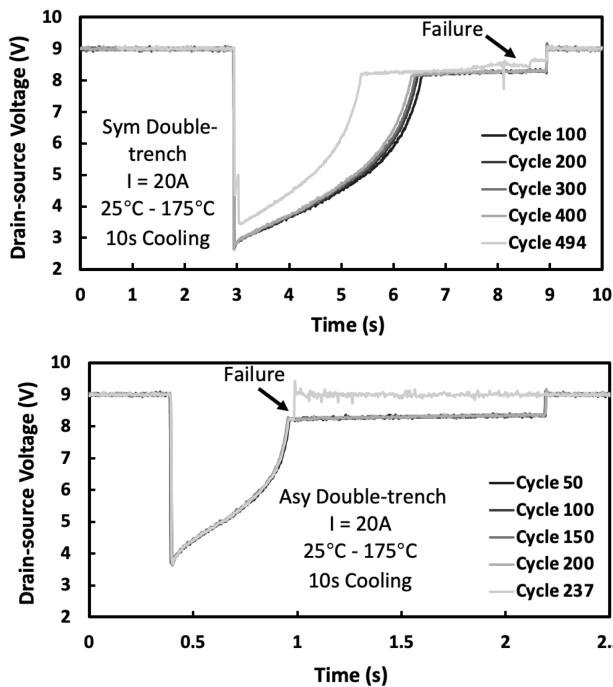 10
9
8
7
6
5
4
3
2
Drain-source Voltage (V)
Failure
Sym Double-
trench
I = 20A
25°C - 175°C
10s Cooling
Cycle 100
Cycle 200
Cycle 300
Cycle 400
Cycle 494
0 1 2 3 4 5 6 7 8 9 10
Time (s)
10
9
8
7
6
5
4
3
2
Drain-source Voltage (V)
Failure
Asy Double-trench
I = 20A
25°C - 175°C
10s Cooling
Cycle 50
Cycle 100
Cycle 150
Cycle 200
Cycle 237
0 0.5 1 1.5 2 2.
Time (s)